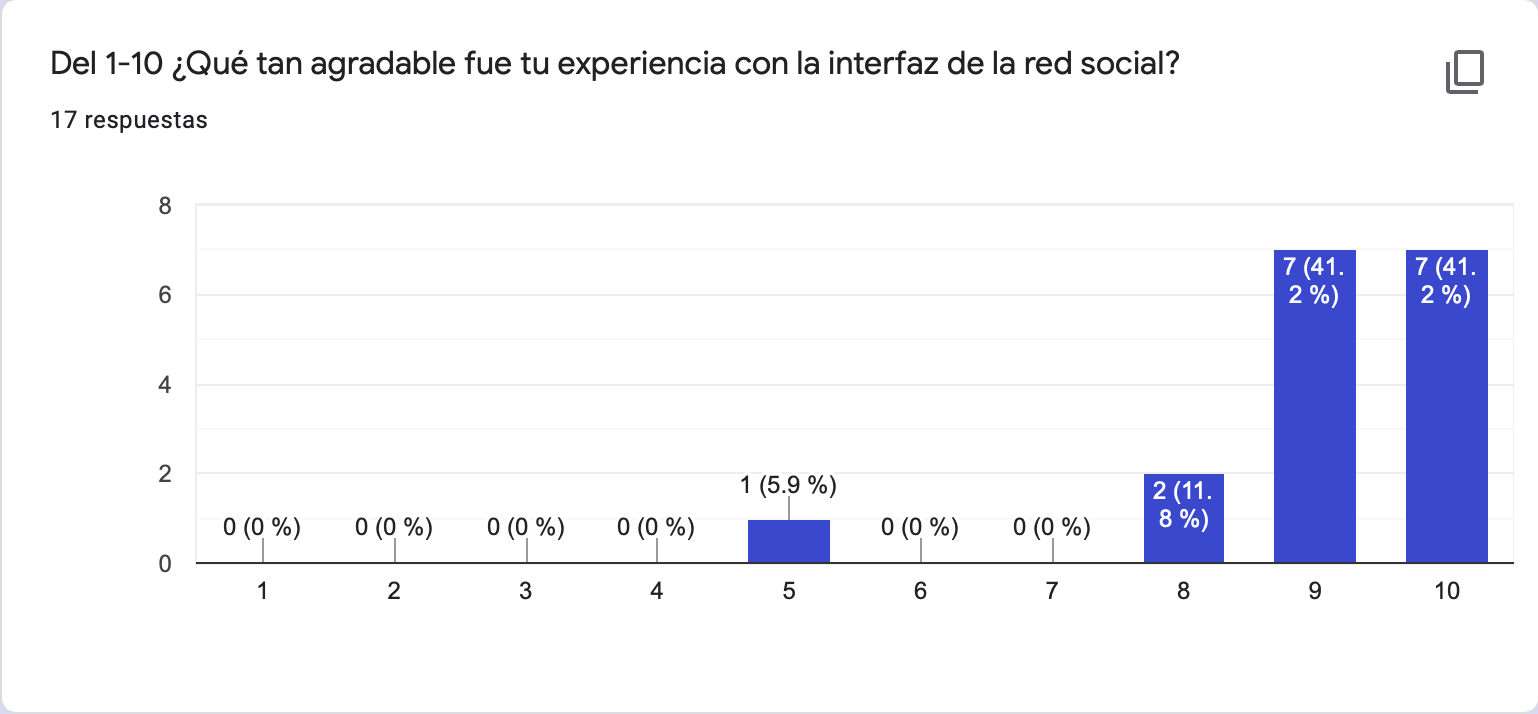 Del 1-10 ¿Qué tan agradable fue tu experiencia con la interfaz de la red social?
17 respuestas
8
6
4
2
0
0 (0 %)
0 (0 %)
0 (0 %)
0 (0 %)
1 (5.9 %)
0 (0 %)
0 (0 %)
2 (11.
8 %)
7 (41.
2 %)
7 (41.
2 %)
1 2 3 4 5 6 7 8 9 10